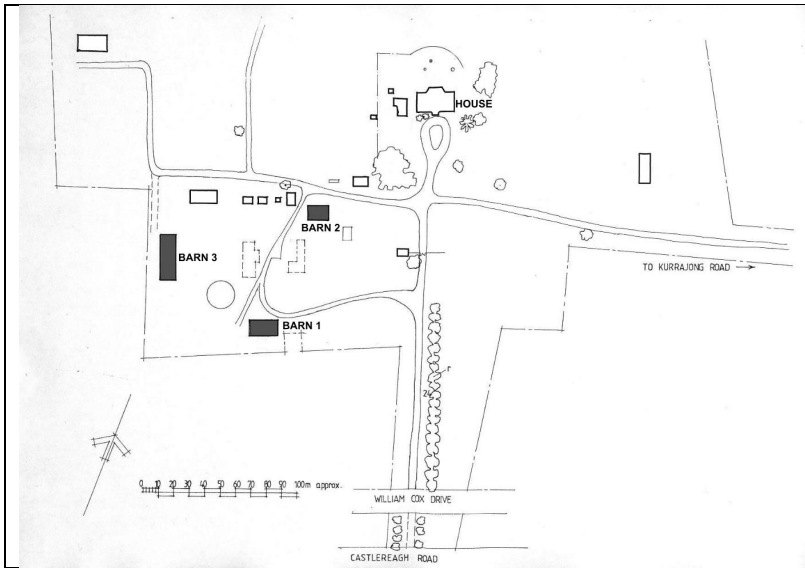 HOUSE
BARN 2
BARN 3
TO KURRAJONG ROAD
BARN 1
0 10 20 30 40 50 60 70 80 90 100m approx.
WILLIAM COX DRIVE
CASTLEREAGH ROAD